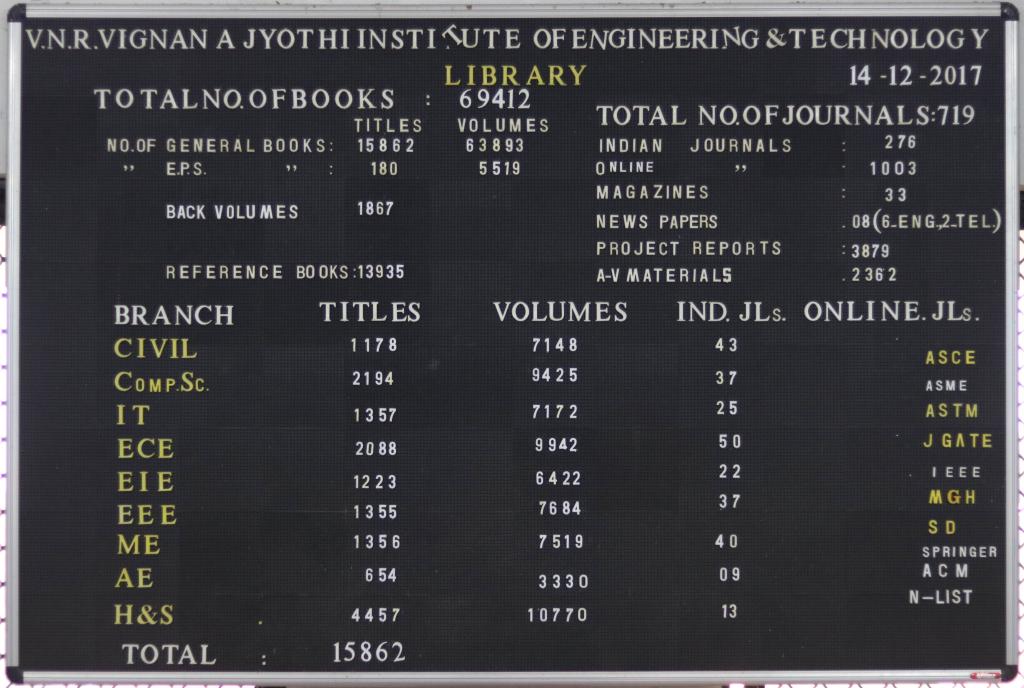 V.N.R.VIGNAN A JYOTHI INSTITUTE OF ENGINEERING & TECHNOLOGY
LIBRARY 14 -12 -2017
TOTAL NO.OF BOOKS : 69412
TITLES VOLUMES
NO.OF GENERAL BOOKS: 15862 63893
,, E.P.S. ,, : 180 5519
BACK VOLUMES 1867
REFERENCE BOOKS:13935
TOTAL NO.OF JOURNALS:719
INDIAN JOURNALS : 276
ONLINE ,, : 1003
MAGAZINES : 33
NEWS PAPERS . 08(6-ENG,2-TEL.)
PROJECT REPORTS :3879
A-V MATERIALS .2362
BRANCH TITLES VOLUMES IND. JLs. ONLINE. JLs.
CIVIL 1178 7148 43 ASCE
COMP.SC. 2194 9425 37 ASME
IT 1357 7172 25 ASTM
ECE 2088 9942 50 J GATE
EIE 1223 6422 22 IEEE
EEE 1355 7684 37 MGH
ME 1356 7519 40 SD
SPRINGER
AE 654 3330 09 ACM
H&S . 4457 10770 13 N-LIST
TOTAL : 15862